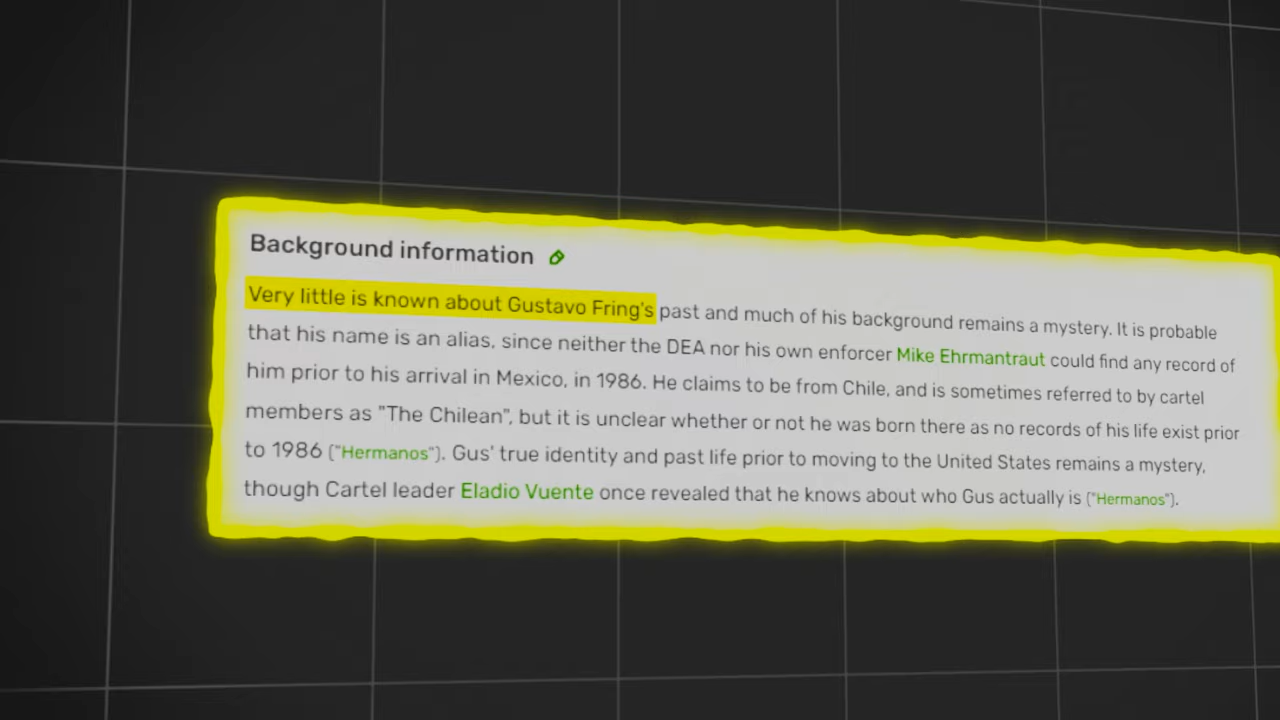 Background information
Very little is known about Gustavo Fring's past and much of his background remains a mystery. It is probable
that his name is an alias, since neither the DEA nor his own enforcer Mike Ehrmantraut could find any record of
him prior to his arrival in Mexico, in 1986. He claims to be from Chile, and is sometimes referred to by cartel
members as "The Chilean", but it is unclear whether or not he was born there as no records of his life exist prior
to 1986 ("Hermanos"). Gus' true identity and past life prior to moving to the United States remains a mystery,
though Cartel leader Eladio Vuente once revealed that he knows about who Gus actually is ("Hermanos").